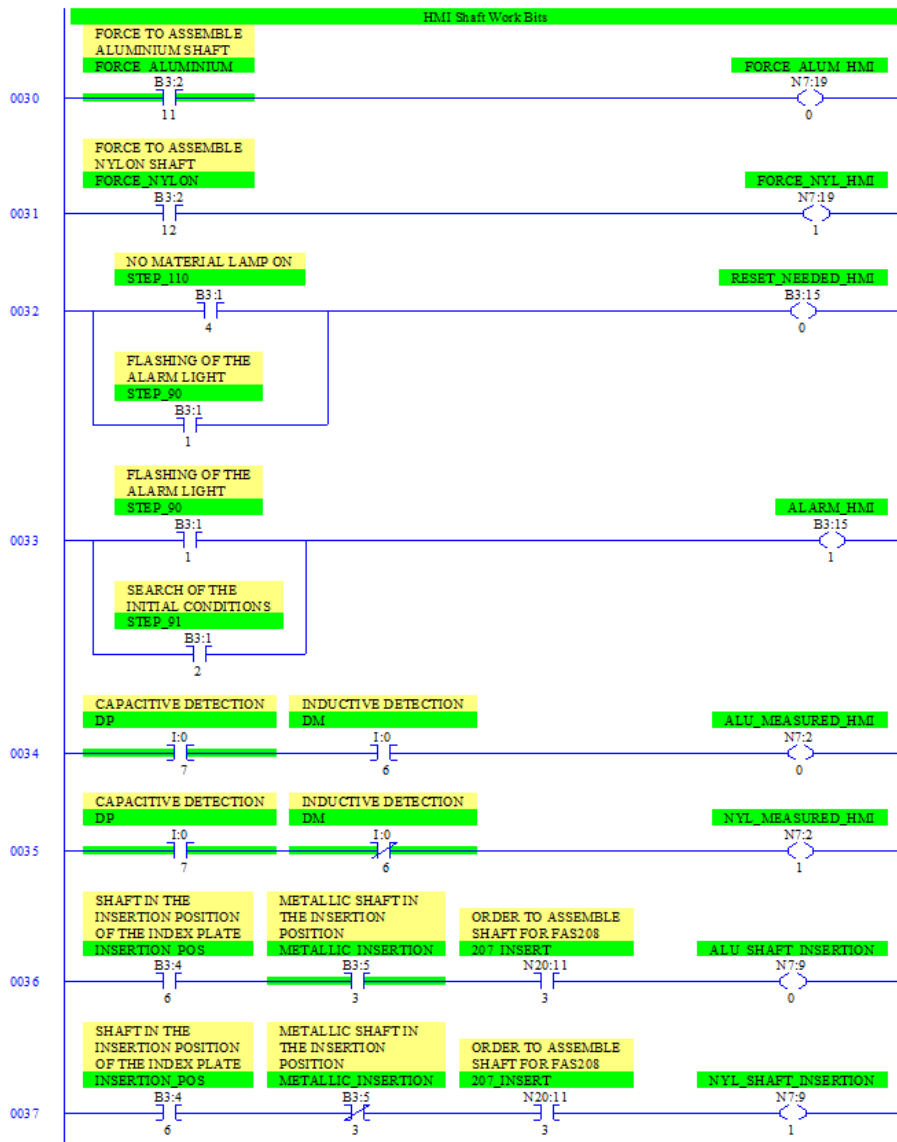 HMI Shaft Work Bits
FORCE TO ASSEMBLE
ALUMINIUM SHAFT
FORCE_ALUMINIUM
FORCE_ALUM_HMI
B3:2
N7:19
0030
11
0
FORCE TO ASSEMBLE
NYLON SHAFT
FORCE_NYLON
FORCE_NYL_HMI
B3:2
N7:19
0031
12
1
NO MATERIAL LAMP ON
STEP_110
RESET_NEEDED_HMI
B3:1
B3:15
0032
4
0
FLASHING OF THE
ALARM LIGHT
STEP_90
B3:1
1
FLASHING OF THE
ALARM LIGHT
STEP_90
ALARM_HMI
B3:1
B3:15
0033
1
1
SEARCH OF THE
INITIAL CONDITIONS
STEP_91
B3:1
2
CAPACITIVE DETECTION INDUCTIVE DETECTION
DP DM ALU_MEASURED_HMI
I:0 I:0 N7:2
0034
7 6 0
CAPACITIVE DETECTION INDUCTIVE DETECTION
DP DM NYL_MEASURED_HMI
I:0 I:0 N7:2
0035
7 6 1
SHAFT IN THE
INSERTION POSITION
OF THE INDEX PLATE
INSERTION_POS
METALLIC SHAFT IN
THE INSERTION
POSITION
METALLIC_INSERTION
ORDER TO ASSEMBLE
SHAFT FOR FAS208
207_INSERT
ALU_SHAFT_INSERTION
B3:4 B3:5 N20:11 N7:9
0036
6 3 3 0
SHAFT IN THE
INSERTION POSITION
OF THE INDEX PLATE
INSERTION_POS
METALLIC SHAFT IN
THE INSERTION
POSITION
METALLIC_INSERTION
ORDER TO ASSEMBLE
SHAFT FOR FAS208
207_INSERT
NYL_SHAFT_INSERTION
B3:4 B3:5 N20:11 N7:9
0037
6 3 3 1